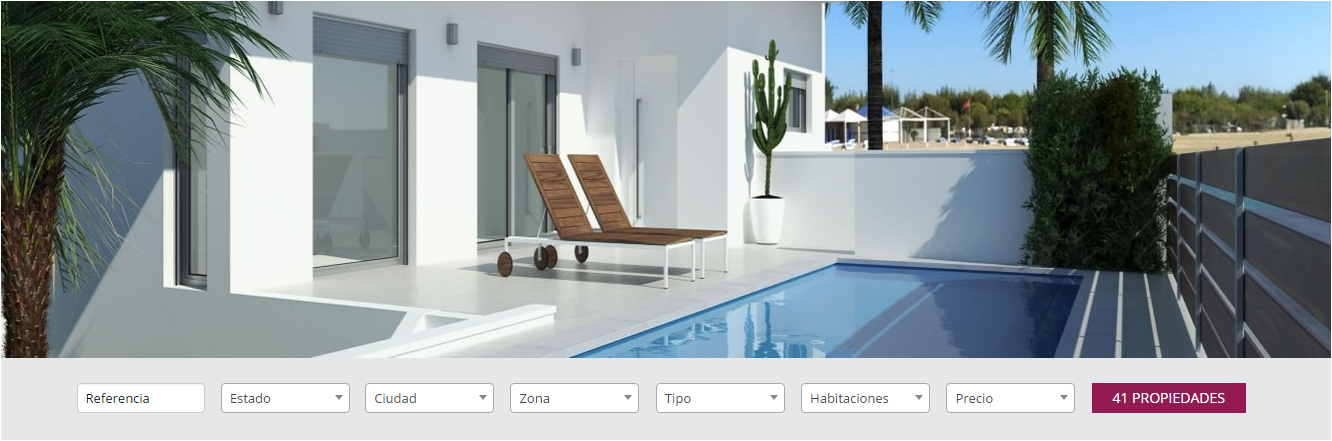 Referencia
Estado
Ciudad
Zona
Tipo
Habitaciones
Precio
41 PROPIEDADES